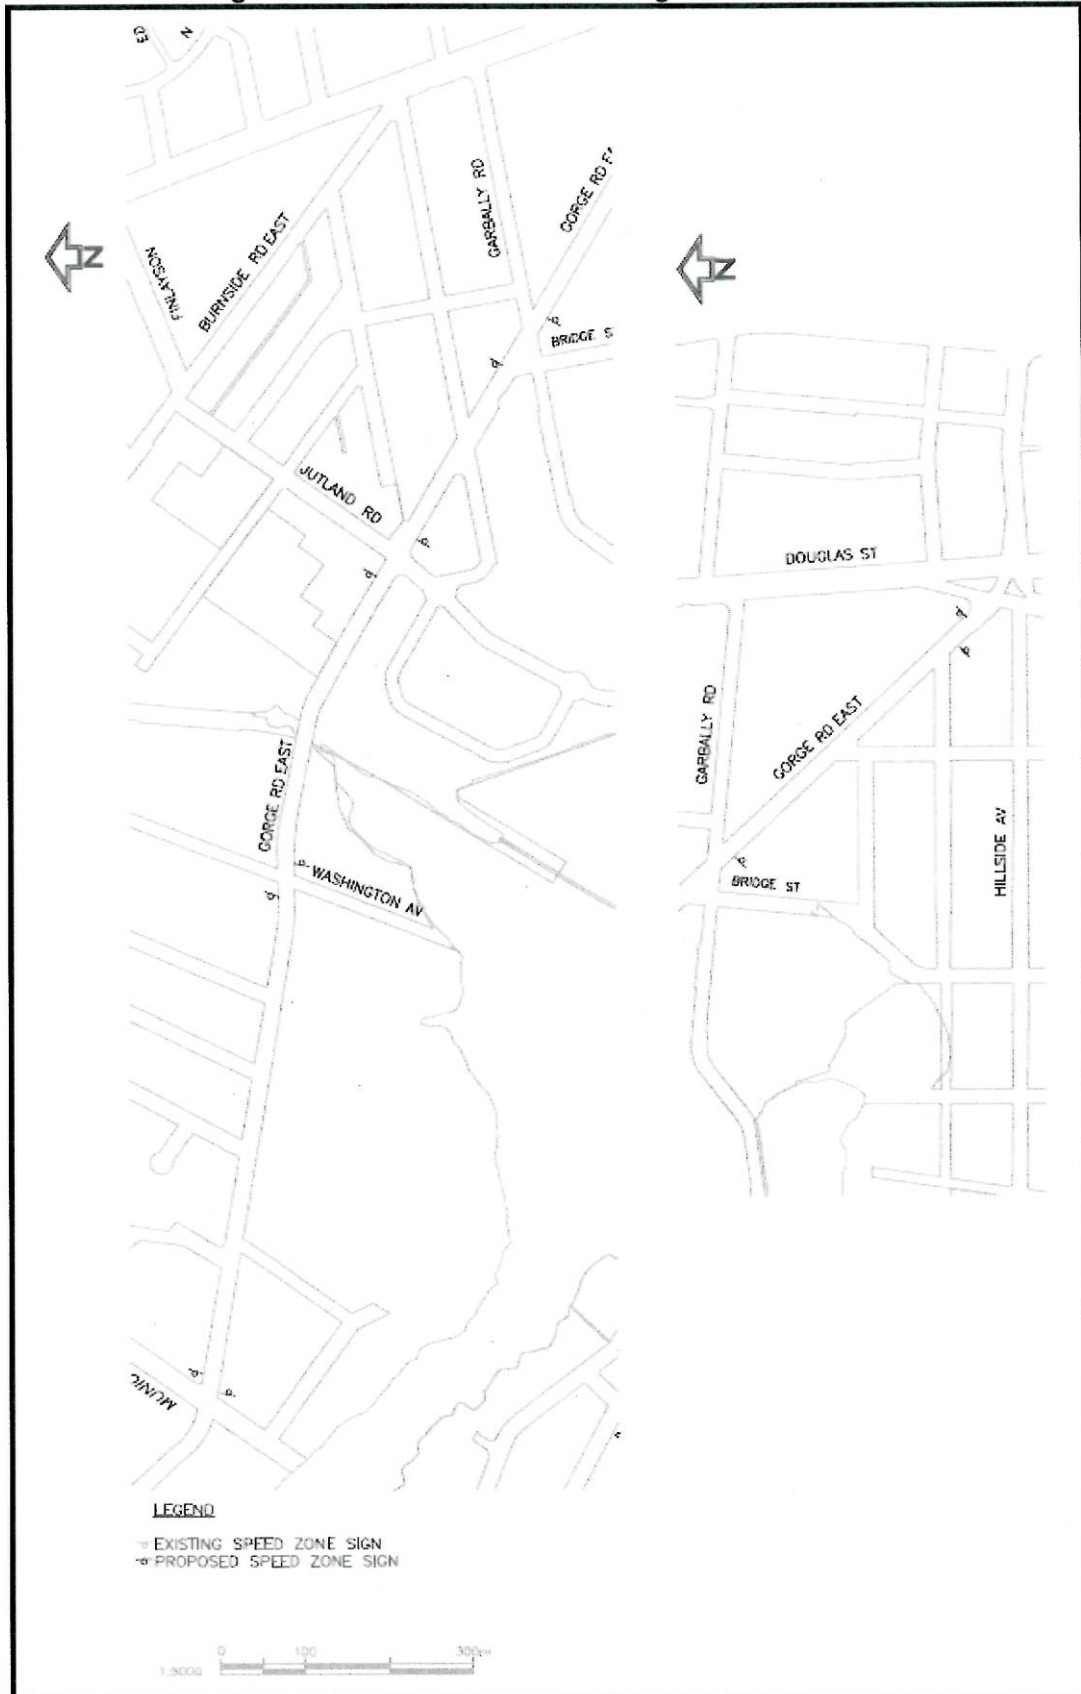 ED
N
FINLAYSON
BURNSIDE RD EAST
GARBALLY RD
GORGE RD E
BRIDGE S
N
N
JUTLAND RD
DOUGLAS ST
GORGE RD EAST
WASHINGTON AV
GARBALLY RD
GORGE RD EAST
BRIDGE ST
HILLSIDE AV
MUNIC
LEGEND
EXISTING SPEED ZONE SIGN
PROPOSED SPEED ZONE SIGN
0 100 300m